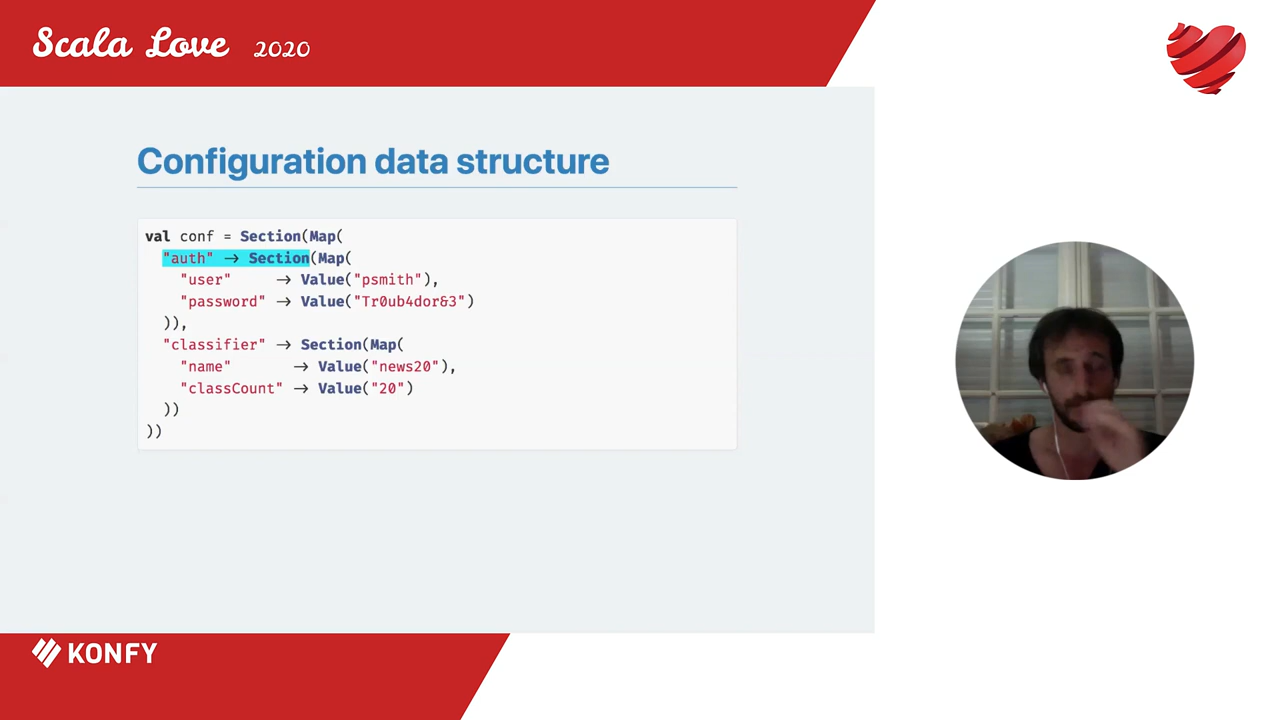 Scala Love 2020
Configuration data structure
val conf = Section(Map(
"auth" → Section(Map(
"user" → Value("psmith"),
"password" → Value("Tr0ub4dor&3")
)),
"classifier" → Section(Map(
"name" → Value("news20"),
"classCount" → Value("20")
))
))
KONFY